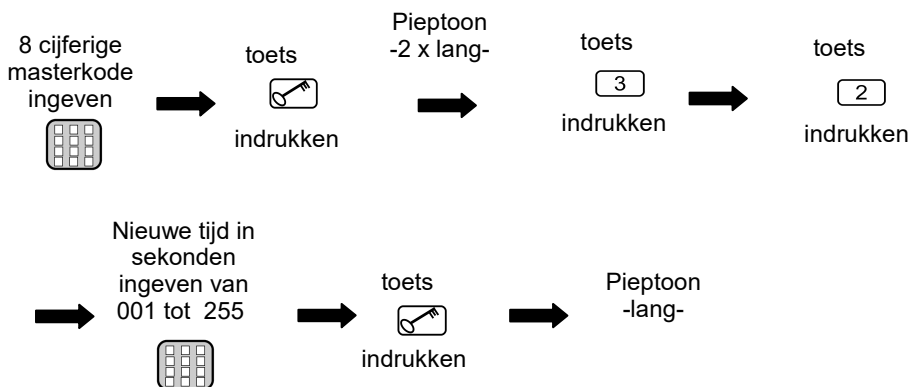 8 cijferige
masterkode
ingeven
toets
indrukken
Pieptoon
-2 x lang-
toets
3
indrukken
toets
2
indrukken
Nieuwe tijd in
sekonden
ingeven van
001 tot 255
toets
indrukken
Pieptoon
-lang-